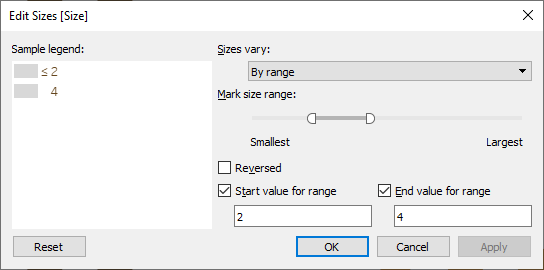 Edit Sizes [Size]
Sample legend:
≤ 2
4
Sizes vary:
By range
Mark size range:
Smallest Largest
Reversed
Start value for range End value for range
2 4
Reset OK Cancel Apply